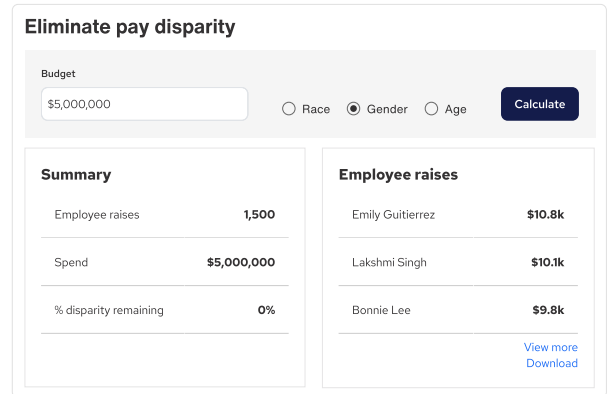 Eliminate pay disparity
Budget
$5,000,000
Race
Gender
Age
Calculate
Summary
Employee raises 1,500
Spend $5,000,000
% disparity remaining 0%
Employee raises
Emily Guitierrez $10.8k
Lakshmi Singh $10.1k
Bonnie Lee $9.8k
View more
Download